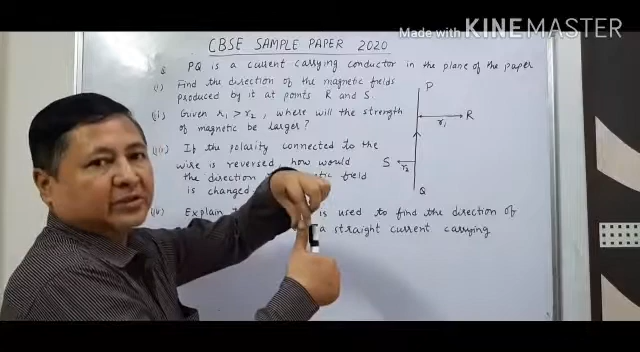 Made with KINEMASTER
CBSE SAMPLE PAPER 2020
Q PQ is a current carrying conductor in the plane of the paper
(i) Find the direction of the magnetic fields
produced by it at points R and S.
(ii) Given r1 > r2, where will the strength
of magnetic be larger?
(iii) If the polarity connected to the
wire is reversed, how would
the direction field
is changed.
(iv) Explain is used to find the direction of
a straight current carrying
P
R
r1
S
r2
Q